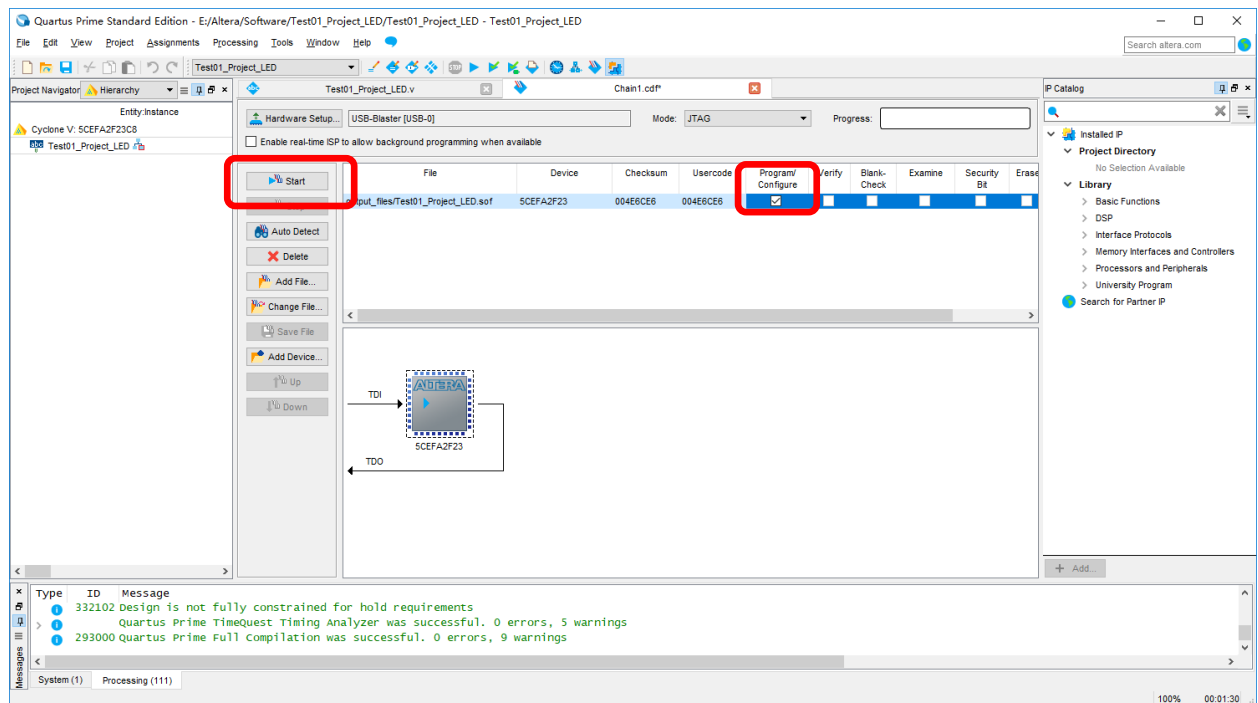 Quartus Prime Standard Edition - E:/Altera/Software/Test01_Project_LED/Test01_Project_LED - Test01_Project_LED
File Edit View Project Assignments Processing Tools Window Help
Search altera.com
Test01_Project_LED
Project Navigator Hierarchy
Entity:Instance
Cyclone V: 5CEFA2F23C8
Test01_Project_LED
Test01_Project_LED.v
Chain1.cdf*
Hardware Setup... USB-Blaster [USB-0] Mode: JTAG Progress:
Enable real-time ISP to allow background programming when available
Start
Auto Detect
Delete
Add File...
Change File...
Save File
Add Device...
Up
Down
File Device Checksum Usercode Program/ Configure Verify Blank- Check Examine Security Bit Erase
output_files/Test01_Project_LED.sof 5CEFA2F23 004E6CE6 004E6CE6
TDI
ALTERA
5CEFA2F23
TDO
IP Catalog
Installed IP
Project Directory
No Selection Available
Library
Basic Functions
DSP
Interface Protocols
Memory Interfaces and Controllers
Processors and Peripherals
University Program
Search for Partner IP
+ Add...
Type ID Message
332102 Design is not fully constrained for hold requirements
Quartus Prime TimeQuest Timing Analyzer was successful. 0 errors, 5 warnings
293000 Quartus Prime Full Compilation was successful. 0 errors, 9 warnings
Messages
System (1) Processing (111)
100% 00:01:30